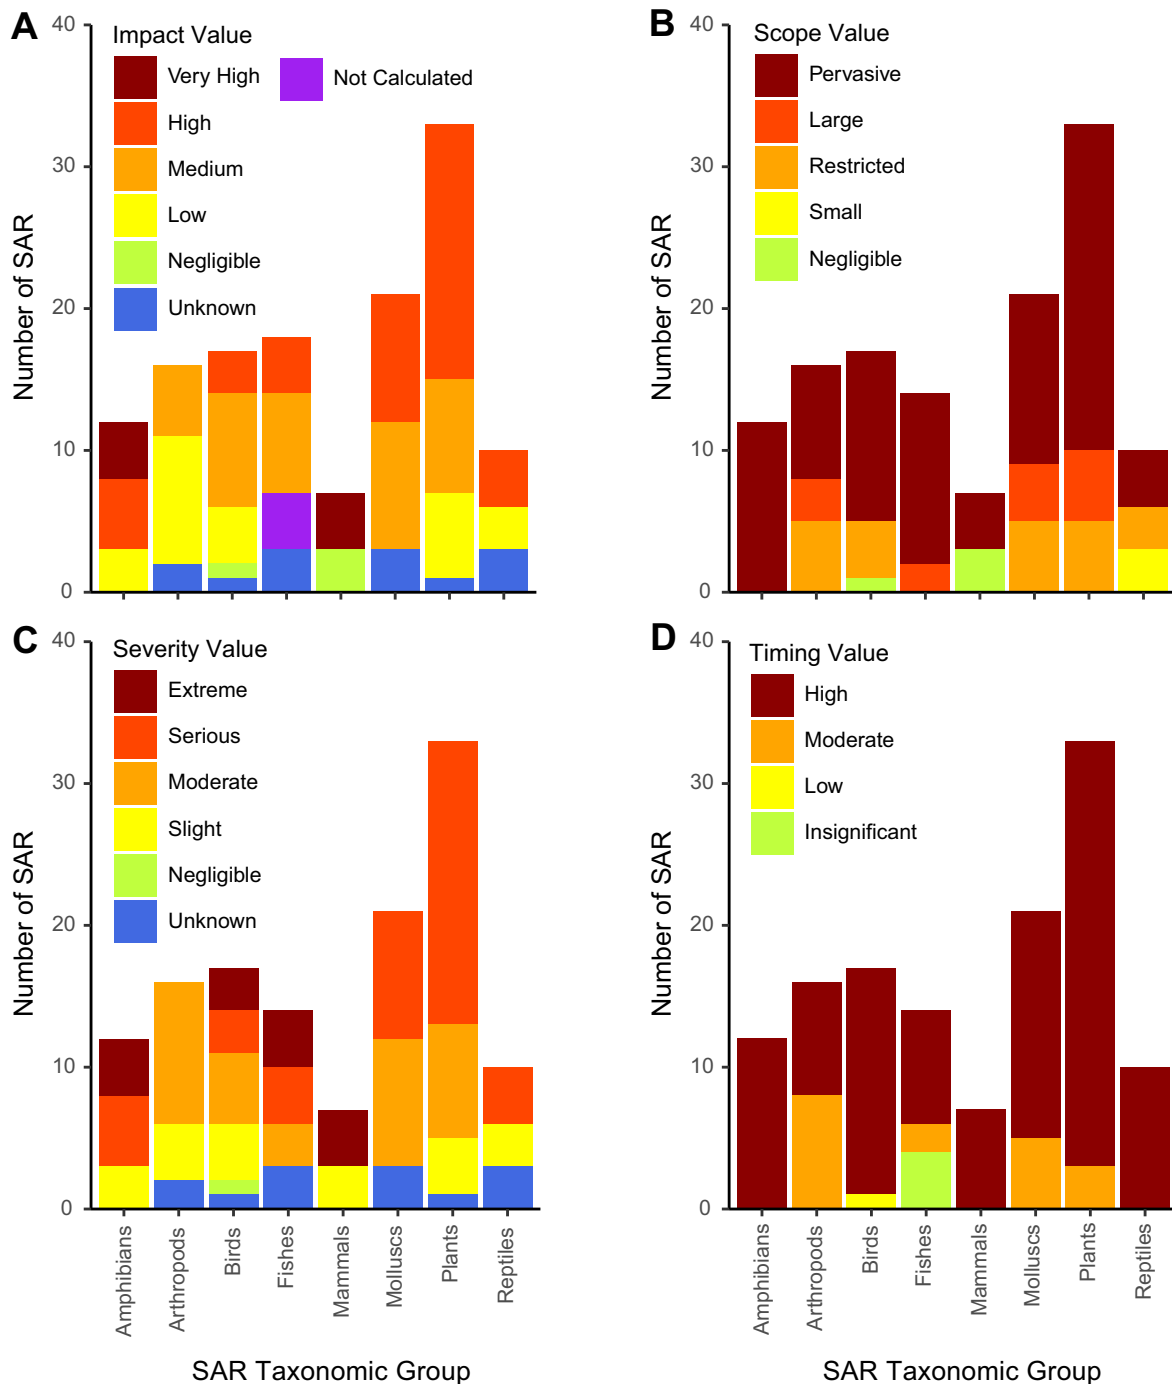 A
Impact Value
Very High
Not Calculated
High
Medium
Low
Negligible
Unknown
Number of SAR
40
30
20
10
0
B
Scope Value
Pervasive
Large
Restricted
Small
Negligible
Number of SAR
40
30
20
10
0
C
Severity Value
Extreme
Serious
Moderate
Slight
Negligible
Unknown
Number of SAR
40
30
20
10
0
Amphibians
Arthropods
Birds
Fishes
Mammals
Molluscs
Plants
Reptiles
SAR Taxonomic Group
D
Timing Value
High
Moderate
Low
Insignificant
Number of SAR
40
30
20
10
0
Amphibians
Arthropods
Birds
Fishes
Mammals
Molluscs
Plants
Reptiles
SAR Taxonomic Group